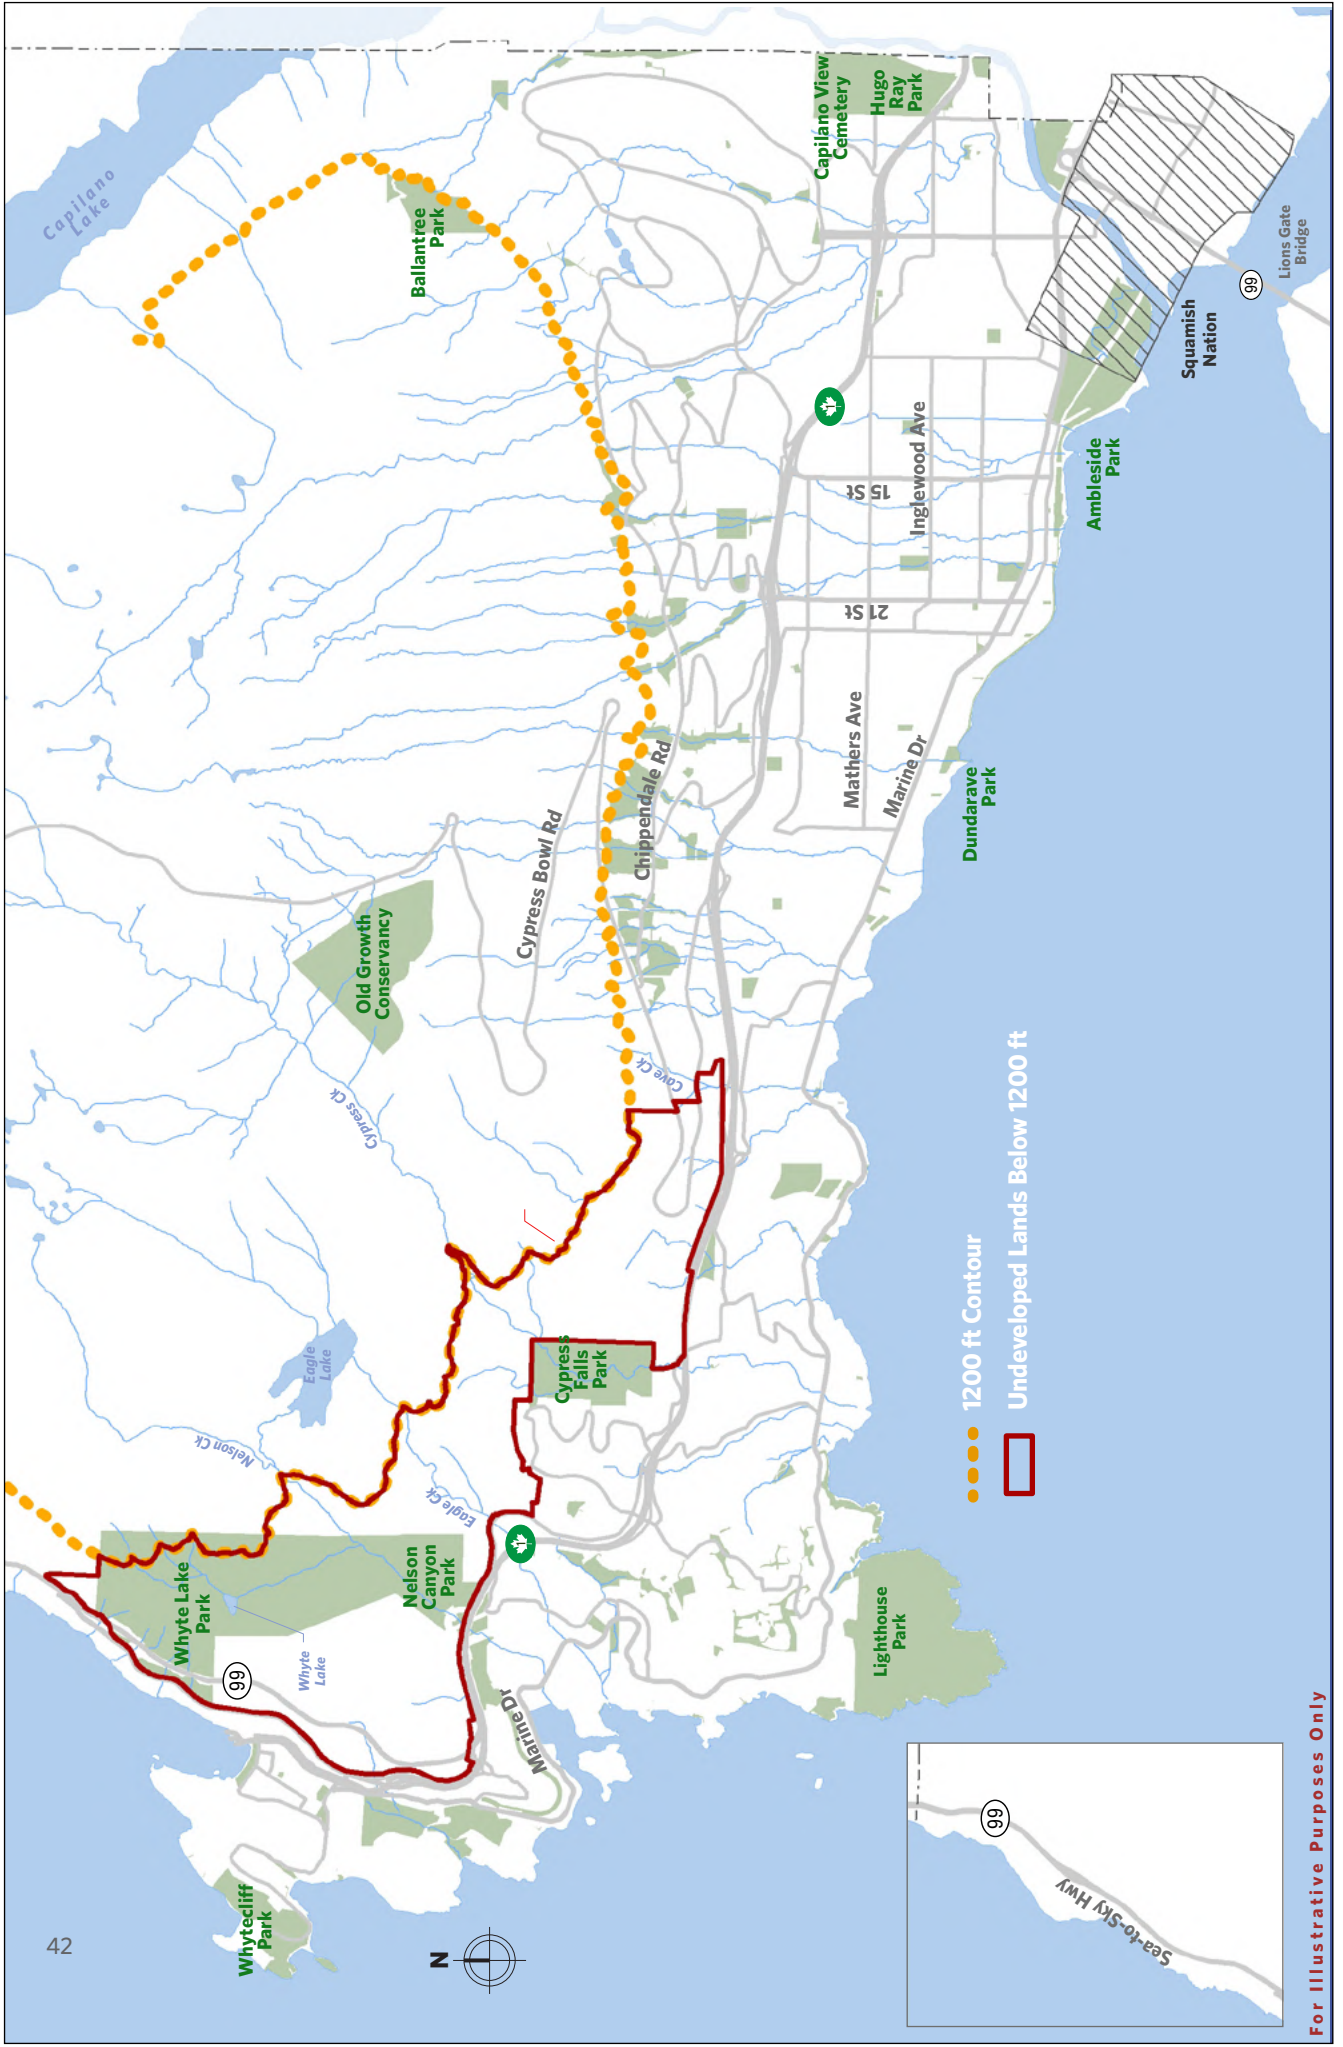 42
Capilano
Lake
Ballantree
Park
Capilano View
Cemetery
Hugo
Ray
Park
Lions Gate
Bridge
99
Squamish
Nation
1
Inglewood Ave
15 St
Ambleside
Park
21 St
Mathers Ave
Marine Dr
Dundarave
Park
Chippendale Rd
Cypress Bowl Rd
Old Growth
Conservancy
Cave Ck
Cypress Ck
Eagle
Lake
Nelson Ck
Eagle Ck
Cypress
Falls
Park
1
Nelson
Canyon
Park
Whyte Lake
Park
Whyte
Lake
99
Marine Dr
Lighthouse
Park
Whytecliff
Park
N
1200 ft Contour
Undeveloped Lands Below 1200 ft
99
Sea-to-Sky Hwy
For Illustrative Purposes Only